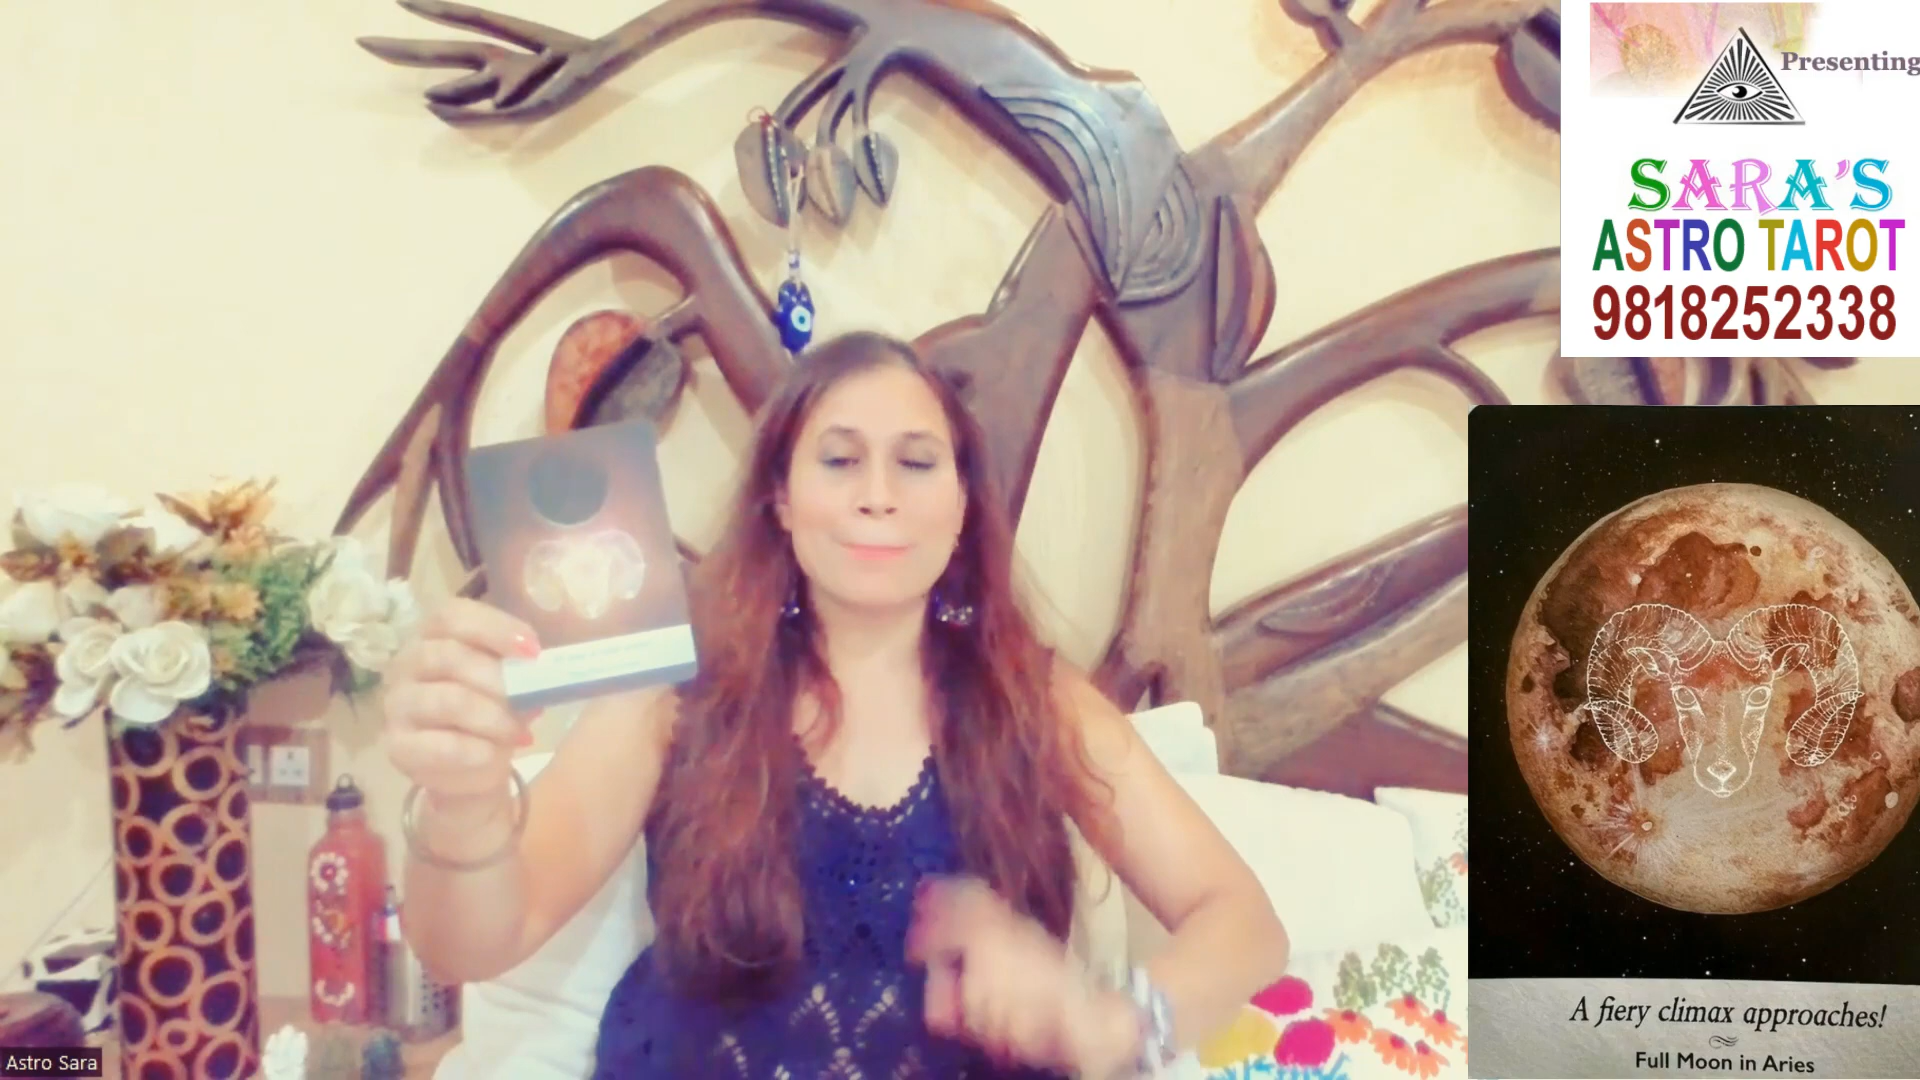 Presenting
SARA'S
ASTRO TAROT
9818252338
A fiery climax approaches!
Full Moon in Aries
Astro Sara